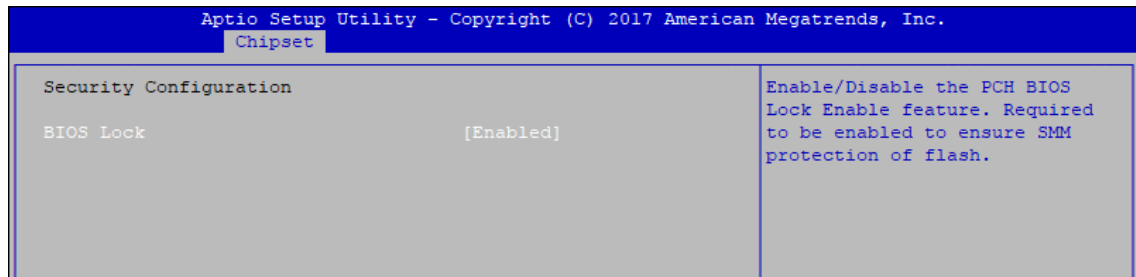 Aptio Setup Utility – Copyright (C) 2017 American Megatrends, Inc.
Chipset
Security Configuration
BIOS Lock [Enabled]
Enable/Disable the PCH BIOS
Lock Enable feature. Required
to be enabled to ensure SMM
protection of flash.